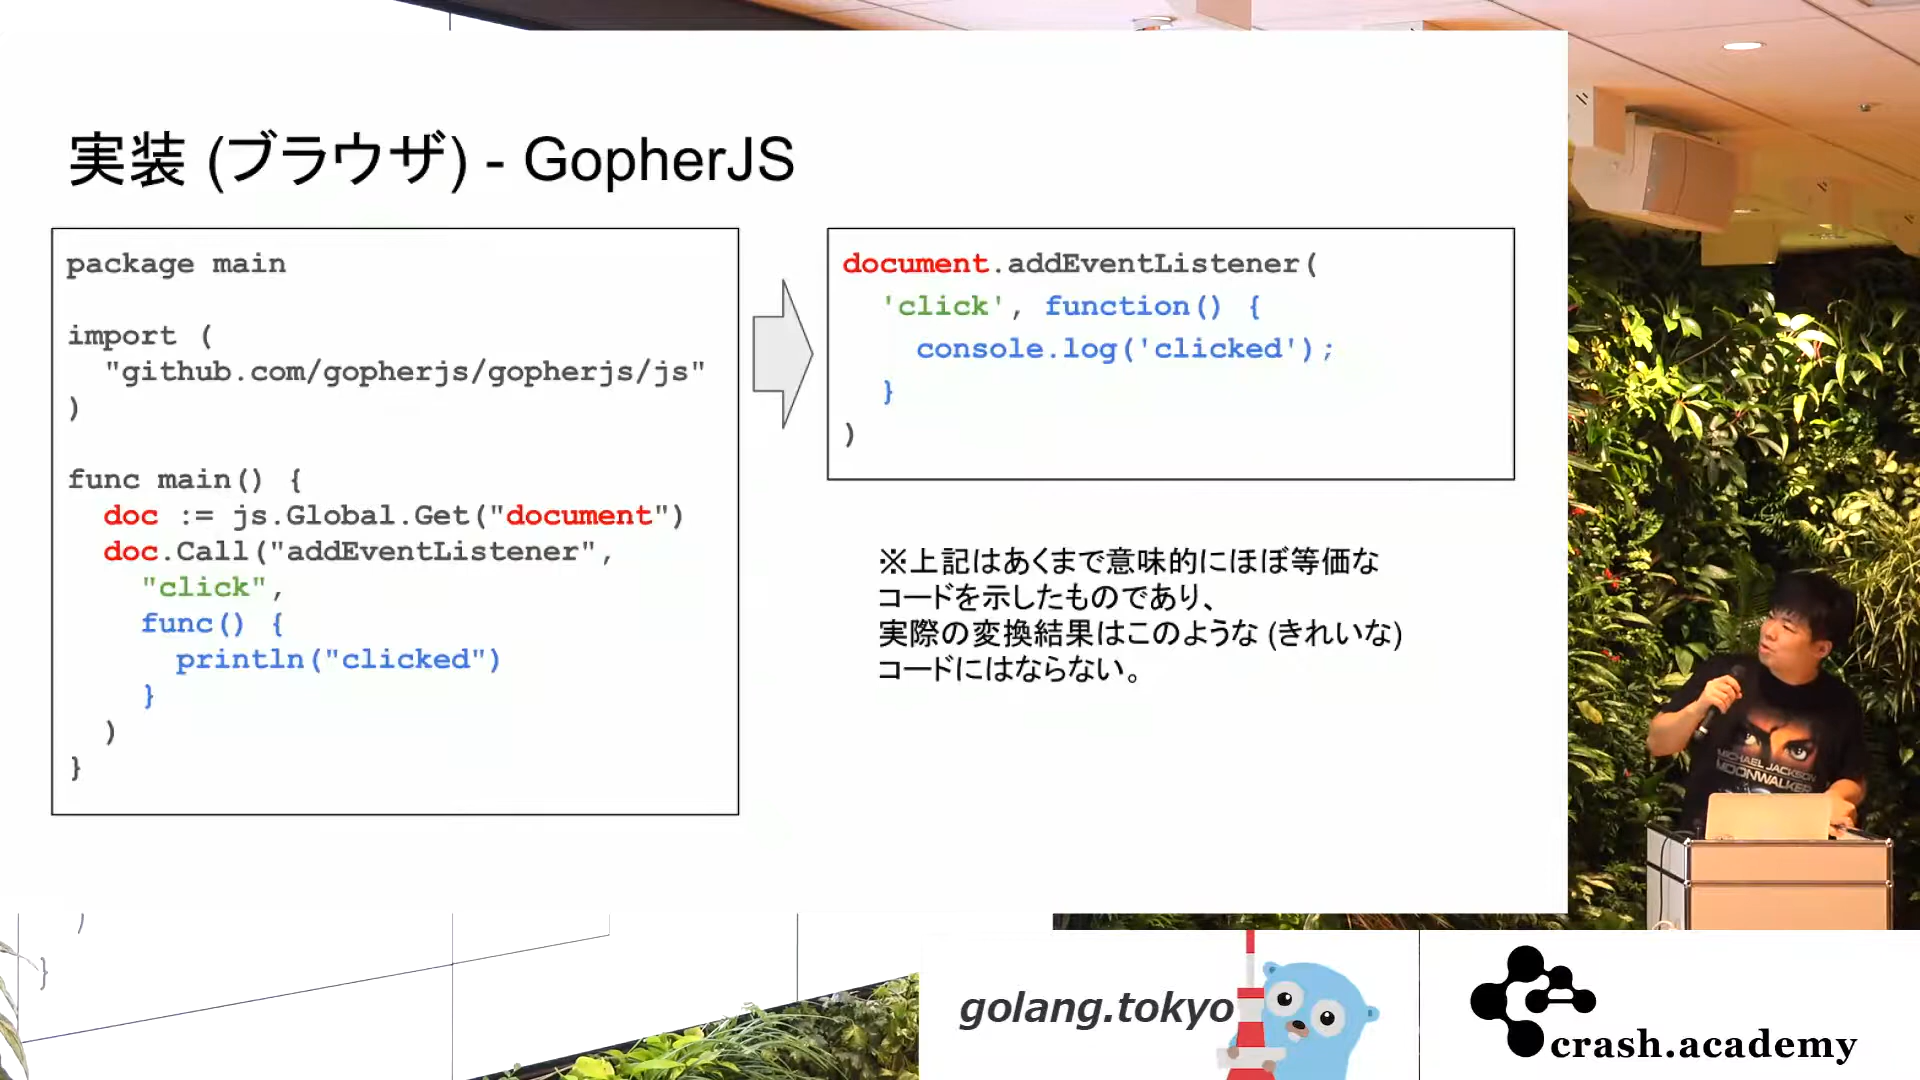 実装 (ブラウザ) - GopherJS
package main
import (
"github.com/gopherjs/gopherjs/js"
)
func main() {
doc := js.Global.Get("document")
doc.Call("addEventListener",
"click",
func() {
println("clicked")
}
)
}
document.addEventListener(
'click', function() {
console.log('clicked');
}
)
※上記はあくまで意味的にほぼ等価な
コードを示したものであり、
実際の変換結果はこのような (きれいな)
コードにはならない。
MICHAEL JACKSON
MOONWALKER
)
}
golang.tokyo
crash.academy